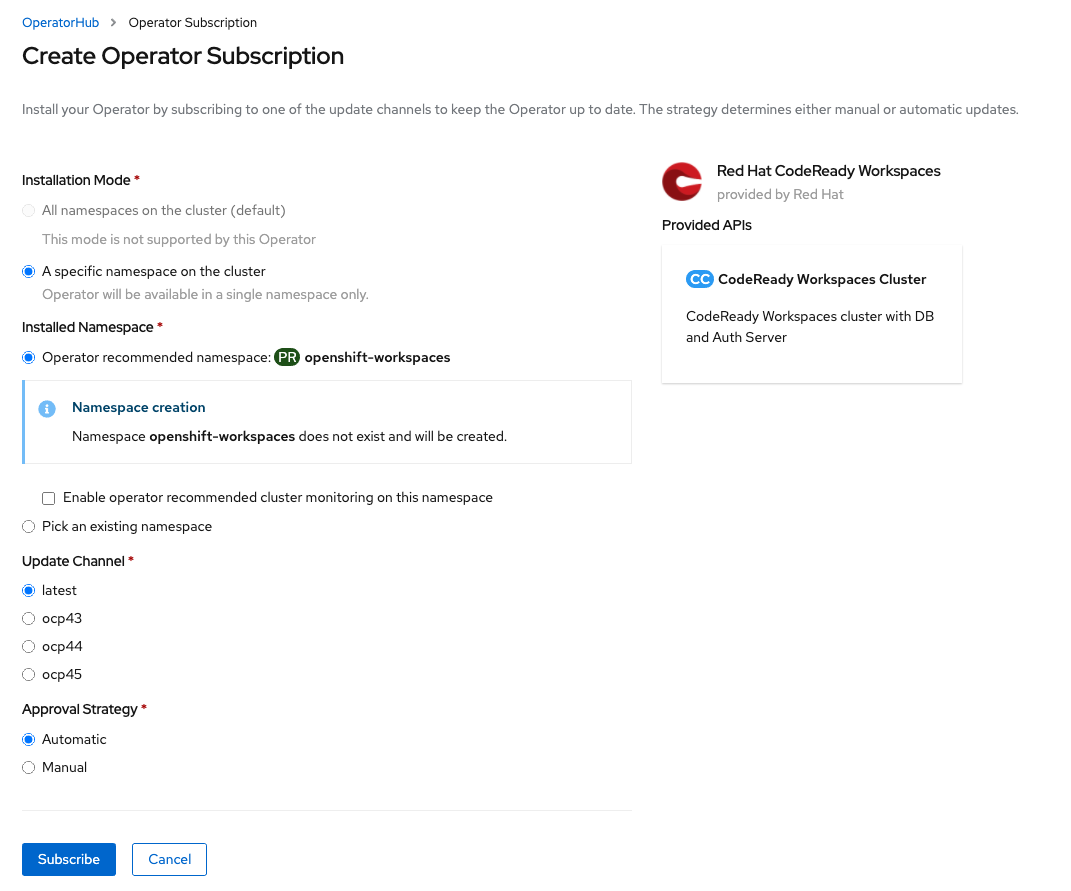 OperatorHub > Operator Subscription
Create Operator Subscription
Install your Operator by subscribing to one of the update channels to keep the Operator up to date. The strategy determines either manual or automatic updates.
Installation Mode *
All namespaces on the cluster (default)
This mode is not supported by this Operator
A specific namespace on the cluster
Operator will be available in a single namespace only.
Installed Namespace *
Operator recommended namespace: PR openshift-workspaces
Namespace creation
Namespace openshift-workspaces does not exist and will be created.
Enable operator recommended cluster monitoring on this namespace
Pick an existing namespace
Update Channel *
latest
ocp43
ocp44
ocp45
Approval Strategy *
Automatic
Manual
Subscribe
Cancel
Red Hat CodeReady Workspaces
provided by Red Hat
Provided APIs
CC CodeReady Workspaces Cluster
CodeReady Workspaces cluster with DB
and Auth Server